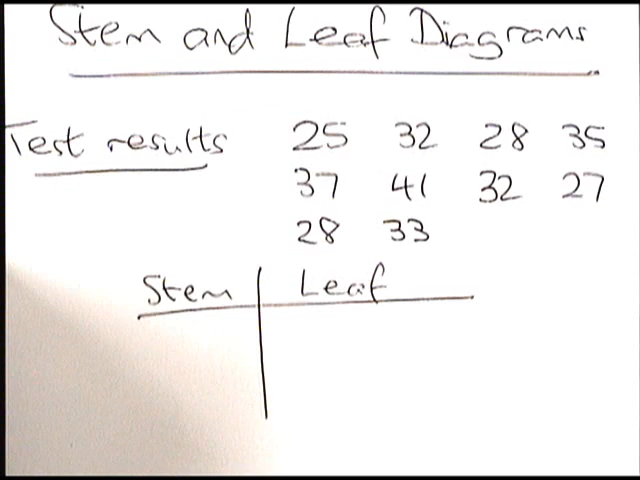 Stem and Leaf Diagrams
Test results 25 32 28 35
37 41 32 27
28 33
Stem Leaf